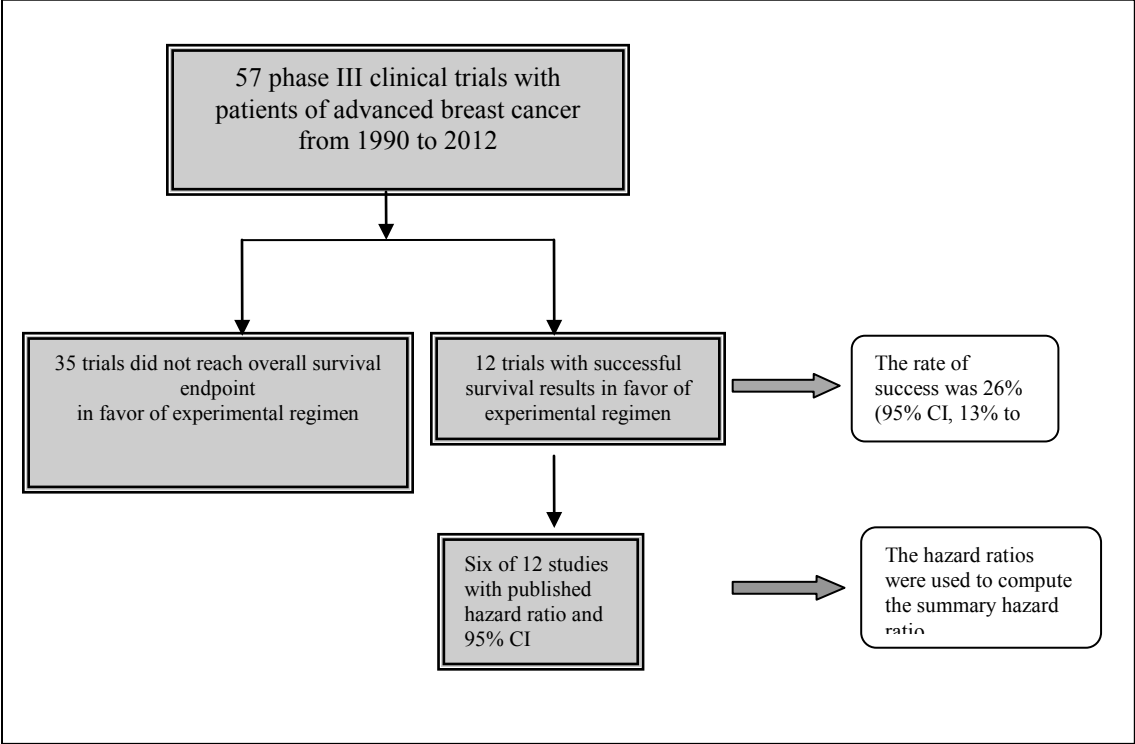 57 phase III clinical trials with
patients of advanced breast cancer
from 1990 to 2012
35 trials did not reach overall survival
endpoint
in favor of experimental regimen
12 trials with successful
survival results in favor of
experimental regimen
The rate of
success was 26%
(95% CI, 13% to
Six of 12 studies
with published
hazard ratio and
95% CI
The hazard ratios
were used to compute
the summary hazard
ratio